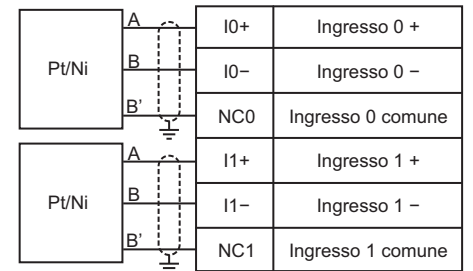 A I0+ Ingresso 0 +
Pt/Ni B I0− Ingresso 0 −
B’ NC0 Ingresso 0 comune
A I1+ Ingresso 1 +
Pt/Ni B I1− Ingresso 1 −
B’ NC1 Ingresso 1 comune